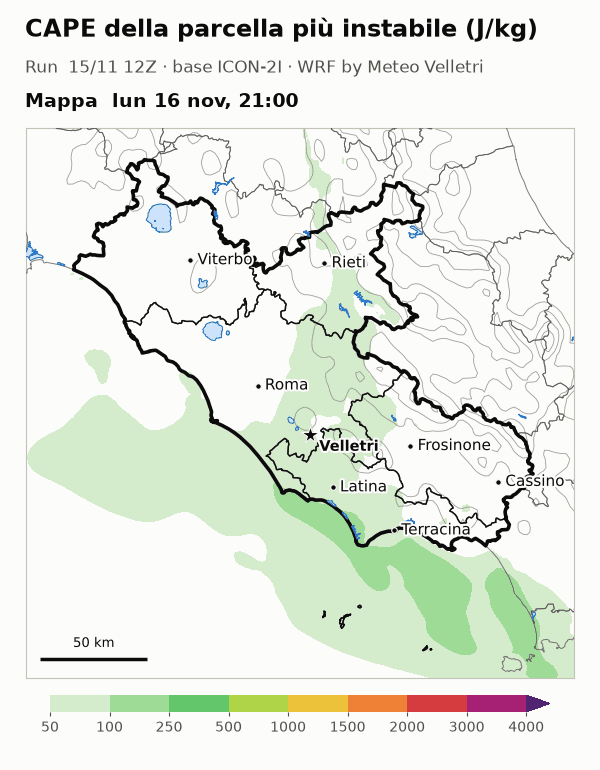 CAPE della parcella più instabile (J/kg)
Run 15/11 12Z · base ICON-2I · WRF by Meteo Velletri
Mappa lun 16 nov, 21:00
Viterbo
Rieti
Roma
Velletri
Frosinone
Latina
Cassino
Terracina
50 km
50 100 250 500 1000 1500 2000 3000 4000